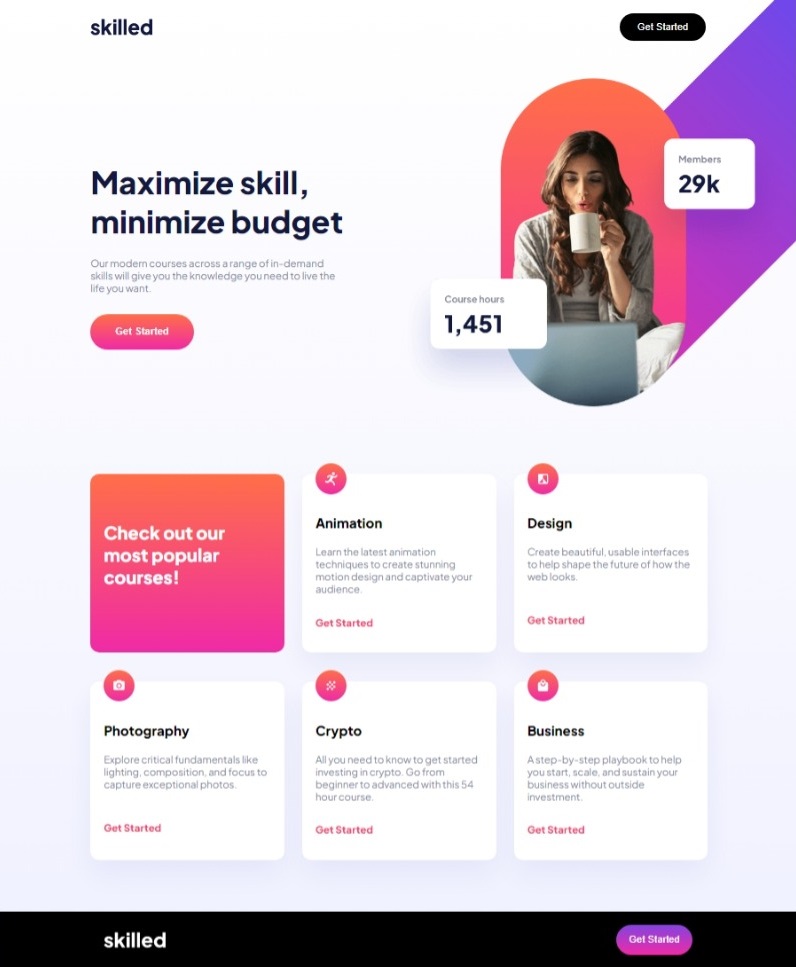 skilled
Get Started
Maximize skill,
minimize budget
Our modern courses across a range of in-demand
skills will give you the knowledge you need to live the
life you want.
Get Started
Members
29k
Course hours
1,451
Check out our
most popular
courses!
Animation
Learn the latest animation
techniques to create stunning
motion design and captivate your
audience.
Get Started
Design
Create beautiful, usable interfaces
to help shape the future of how the
web looks.
Get Started
Photography
Explore critical fundamentals like
lighting, composition, and focus to
capture exceptional photos.
Get Started
Crypto
All you need to know to get started
investing in crypto. Go from
beginner to advanced with this 54
hour course.
Get Started
Business
A step-by-step playbook to help
you start, scale, and sustain your
business without outside
investment.
Get Started
skilled
Get Started